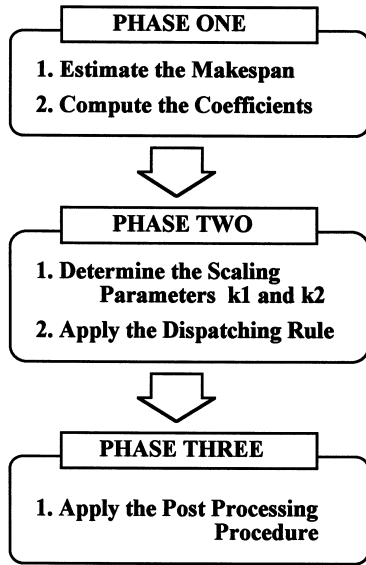 PHASE ONE
1. Estimate the Makespan
2. Compute the Coefficients
PHASE TWO
1. Determine the Scaling
Parameters k1 and k2
2. Apply the Dispatching Rule
PHASE THREE
1. Apply the Post Processing
Procedure